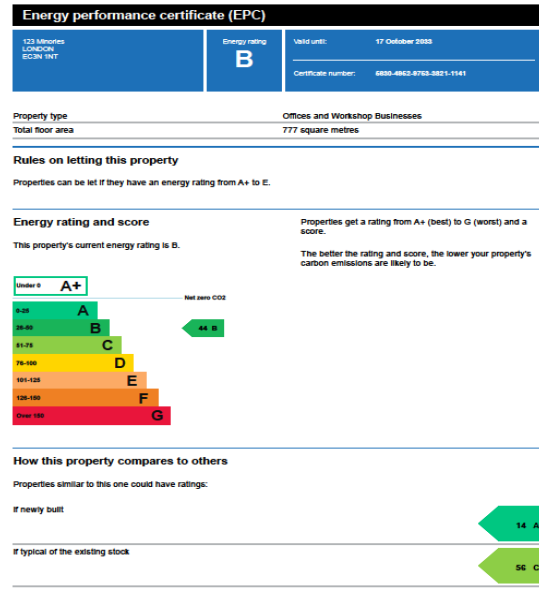 Energy performance certificate (EPC)
123 Minories
LONDON
EC3N 1NT
Energy rating
B
Valid until: 17 October 2033
Certificate number: 5930-4952-9753-3821-1141
Property type Offices and Workshop Businesses
Total floor area 777 square metres
Rules on letting this property
Properties can be let if they have an energy rating from A+ to E.
Energy rating and score
This property's current energy rating is B.
Properties get a rating from A+ (best) to G (worst) and a
score.
The better the rating and score, the lower your property's
carbon emissions are likely to be.
Under 0 A+
Net zero CO2
0-25 A
26-50 B 44 B
51-75 C
76-100 D
101-125 E
126-150 F
Over 150 G
How this property compares to others
Properties similar to this one could have ratings:
If newly built 14 A
If typical of the existing stock 56 C